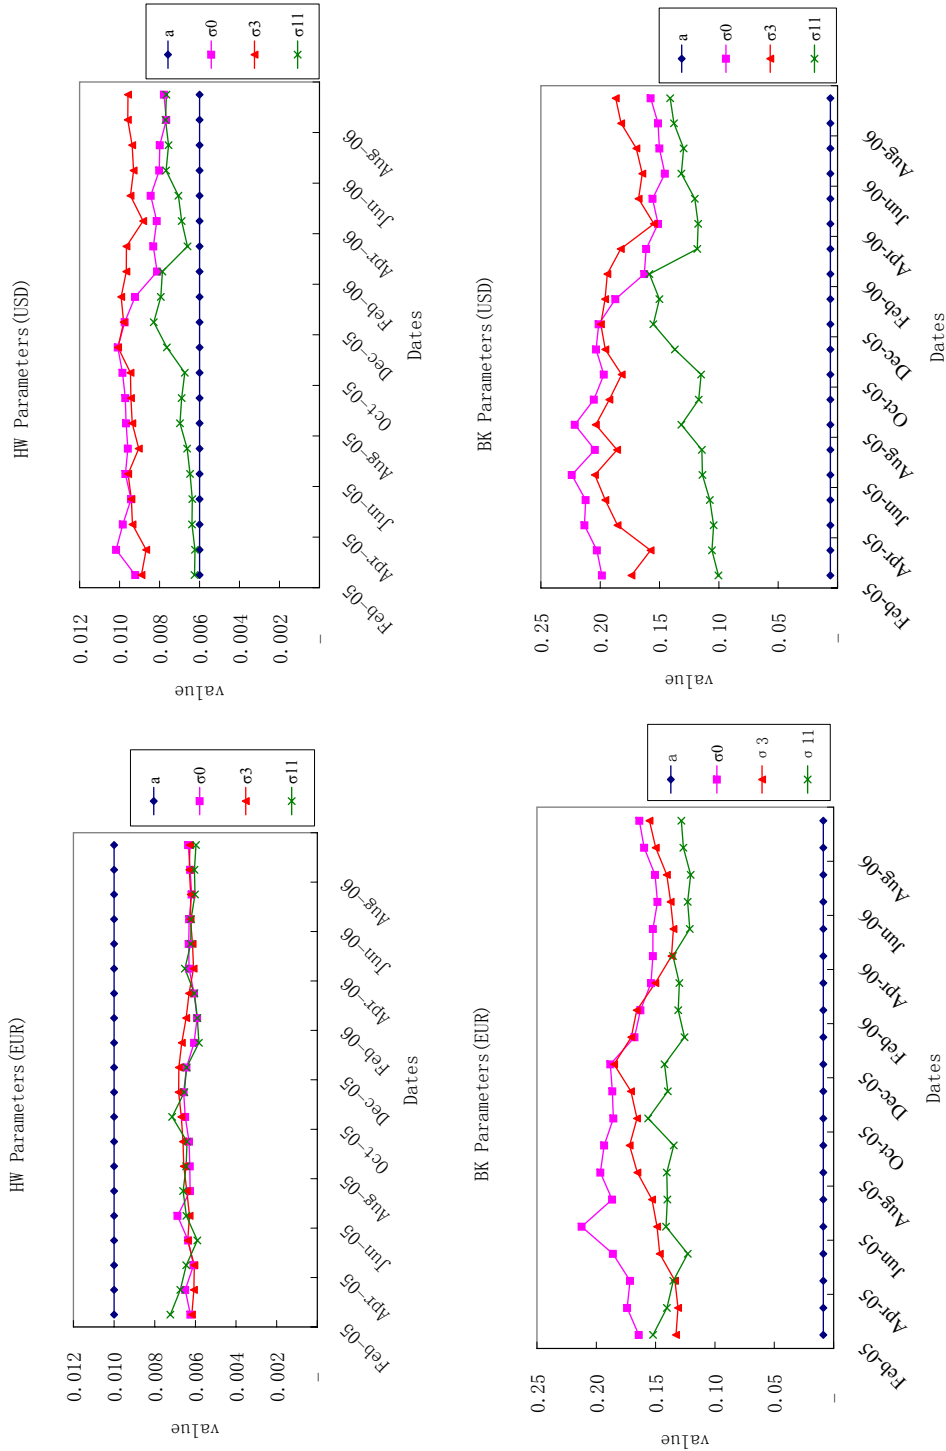 HW Parameters(EUR)
0.012
0.010
0.008
0.006
0.004
0.002
-
value
Feb-05
Apr-05
Jun-05
Aug-05
Oct-05
Dec-05
Feb-06
Apr-06
Jun-06
Aug-06
Dates
a
σ0
σ3
σ11
HW Parameters(USD)
0.012
0.010
0.008
0.006
0.004
0.002
-
value
Feb-05
Apr-05
Jun-05
Aug-05
Oct-05
Dec-05
Feb-06
Apr-06
Jun-06
Aug-06
Dates
a
σ0
σ3
σ11
BK Parameters(EUR)
0.25
0.20
0.15
0.10
0.05
-
value
Feb-05
Apr-05
Jun-05
Aug-05
Oct-05
Dec-05
Feb-06
Apr-06
Jun-06
Aug-06
Dates
a
σ0
σ 3
σ 11
BK Parameters(USD)
0.25
0.20
0.15
0.10
0.05
-
value
Feb-05
Apr-05
Jun-05
Aug-05
Oct-05
Dec-05
Feb-06
Apr-06
Jun-06
Aug-06
Dates
a
σ0
σ3
σ11